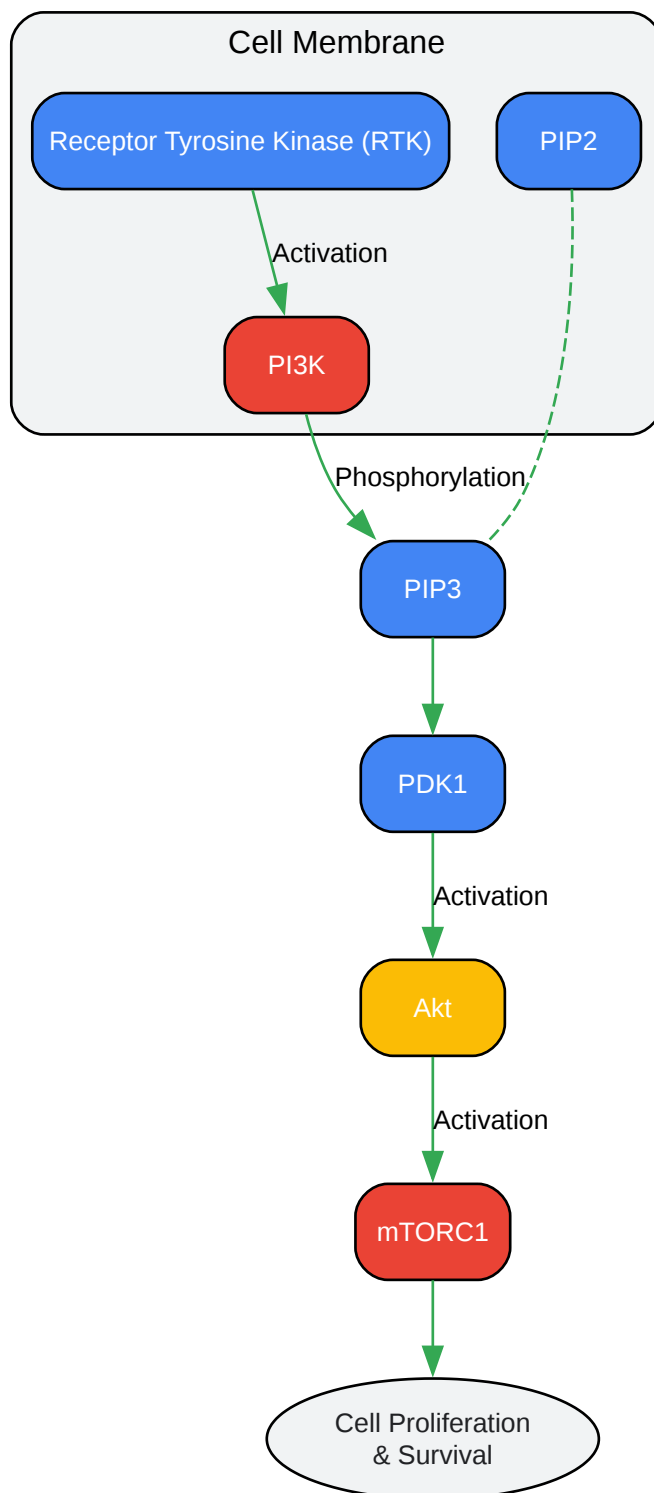 Cell Membrane
Receptor Tyrosine Kinase (RTK)
PIP2
Activation
PI3K
Phosphorylation
PIP3
PDK1
Activation
Akt
Activation
mTORC1
Cell Proliferation
& Survival